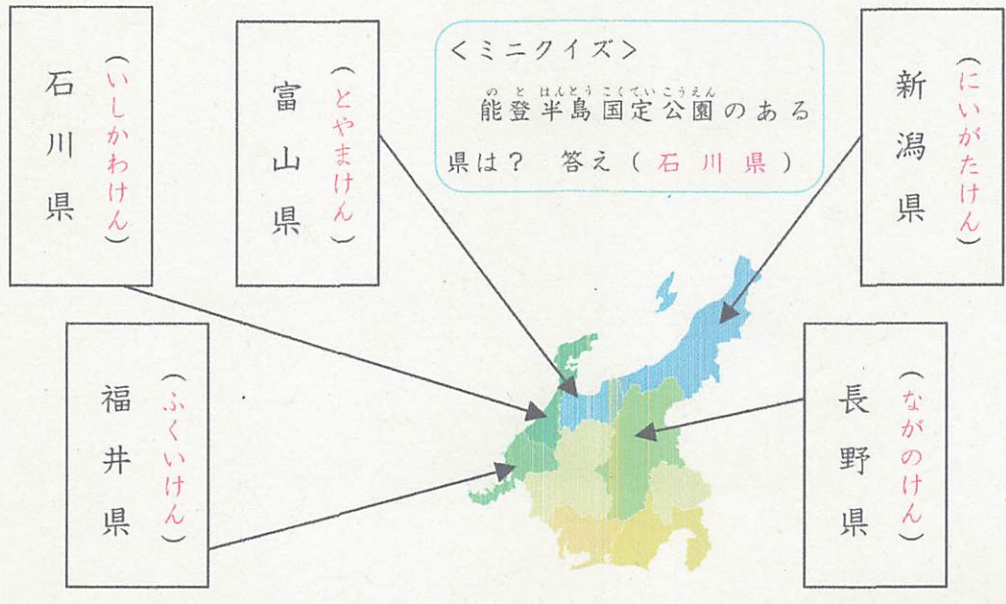 石川県
(いしかわけん)
富山県
(とやまけん)
<ミニクイズ>
のとはんとうこくていこうえん
能登半島国定公園のある
県は? 答え(石川県)
新潟県
(にいがたけん)
福井県
(ふくいけん)
長野県
(ながのけん)